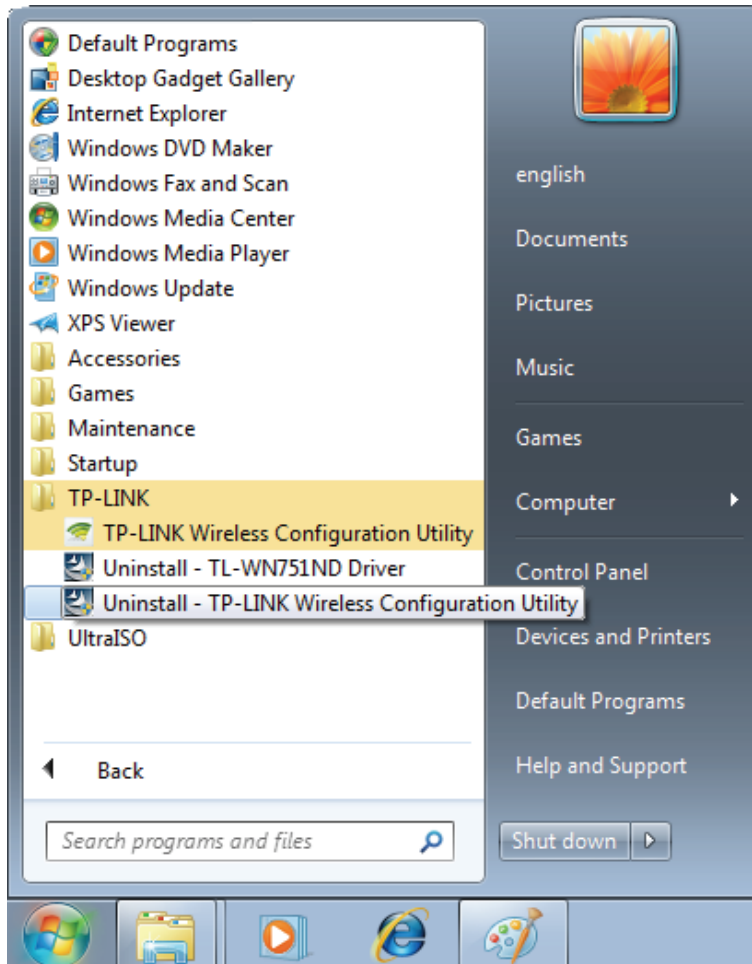 Default Programs
Desktop Gadget Gallery
Internet Explorer
Windows DVD Maker
Windows Fax and Scan
Windows Media Center
Windows Media Player
Windows Update
XPS Viewer
Accessories
Games
Maintenance
Startup
TP-LINK
TP-LINK Wireless Configuration Utility
Uninstall - TL-WN751ND Driver
Uninstall - TP-LINK Wireless Configuration Utility
UltraISO
Back
Search programs and files
english
Documents
Pictures
Music
Games
Computer
Control Panel
Devices and Printers
Default Programs
Help and Support
Shut down